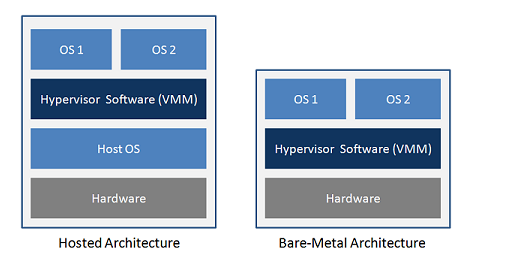 OS 1
OS 2
Hypervisor Software (VMM)
Host OS
Hardware
Hosted Architecture
OS 1
OS 2
Hypervisor Software (VMM)
Hardware
Bare-Metal Architecture